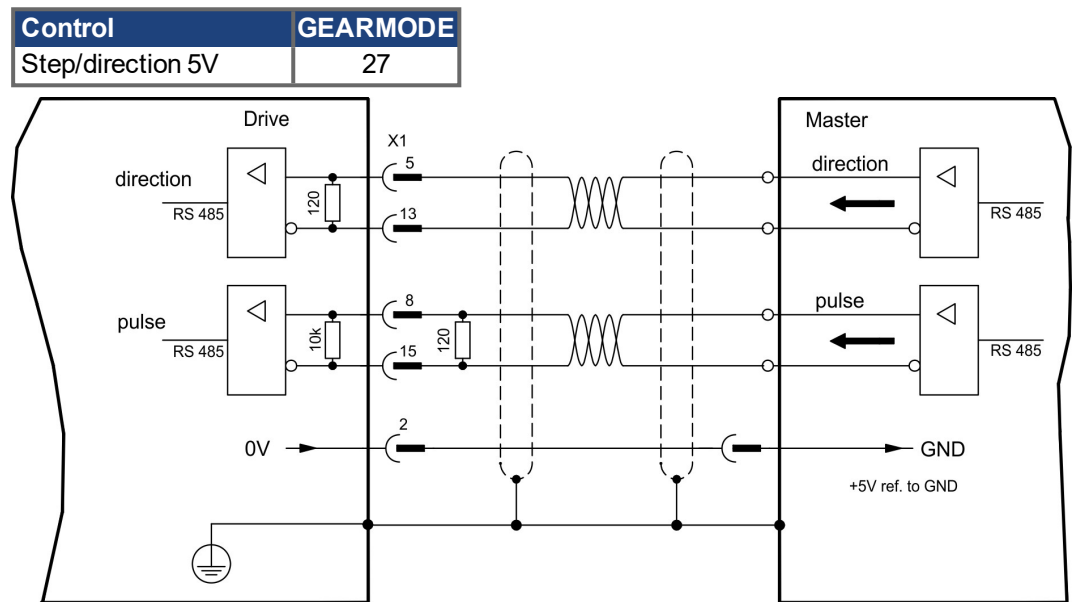 Control GEARMODE
Step/direction 5V 27
Drive
Master
X1
direction
RS 485
120
5
13
direction
RS 485
pulse
RS 485
10k
8
15
120
pulse
RS 485
0V
2
GND
+5V ref. to GND